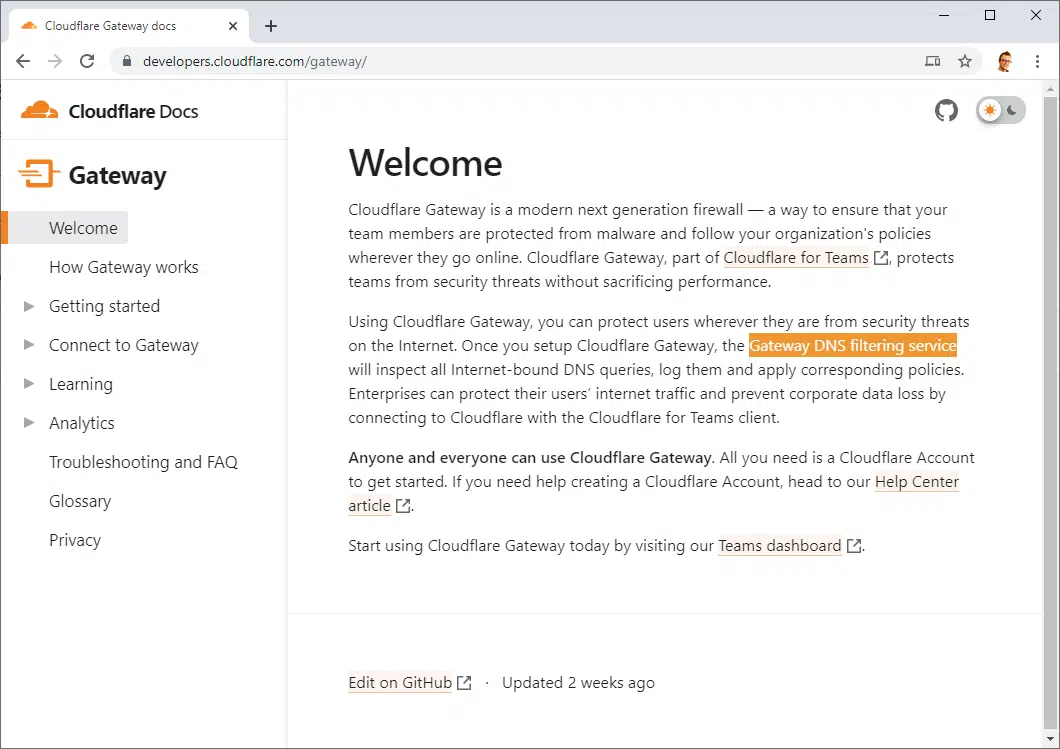 Cloudflare Gateway docs
developers.cloudflare.com/gateway/
Cloudflare Docs
Gateway
Welcome
How Gateway works
Getting started
Connect to Gateway
Learning
Analytics
Troubleshooting and FAQ
Glossary
Privacy
Welcome
Cloudflare Gateway is a modern next generation firewall — a way to ensure that your
team members are protected from malware and follow your organization's policies
wherever they go online. Cloudflare Gateway, part of Cloudflare for Teams, protects
teams from security threats without sacrificing performance.
Using Cloudflare Gateway, you can protect users wherever they are from security threats
on the Internet. Once you setup Cloudflare Gateway, the Gateway DNS filtering service
will inspect all Internet-bound DNS queries, log them and apply corresponding policies.
Enterprises can protect their users’ internet traffic and prevent corporate data loss by
connecting to Cloudflare with the Cloudflare for Teams client.
Anyone and everyone can use Cloudflare Gateway. All you need is a Cloudflare Account
to get started. If you need help creating a Cloudflare Account, head to our Help Center
article.
Start using Cloudflare Gateway today by visiting our Teams dashboard.
Edit on GitHub · Updated 2 weeks ago